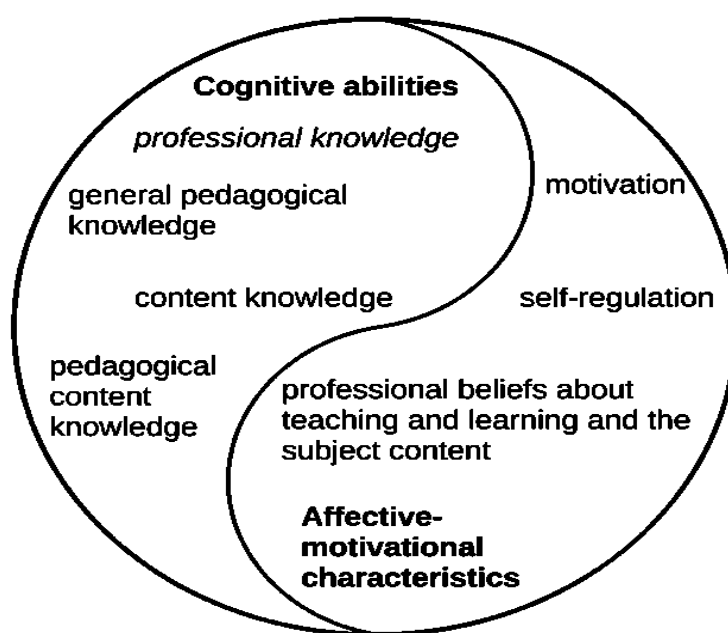 Cognitive abilities
professional knowledge
general pedagogical
knowledge
content knowledge
pedagogical
content
knowledge
motivation
self-regulation
professional beliefs about
teaching and learning and the
subject content
Affective-
motivational
characteristics